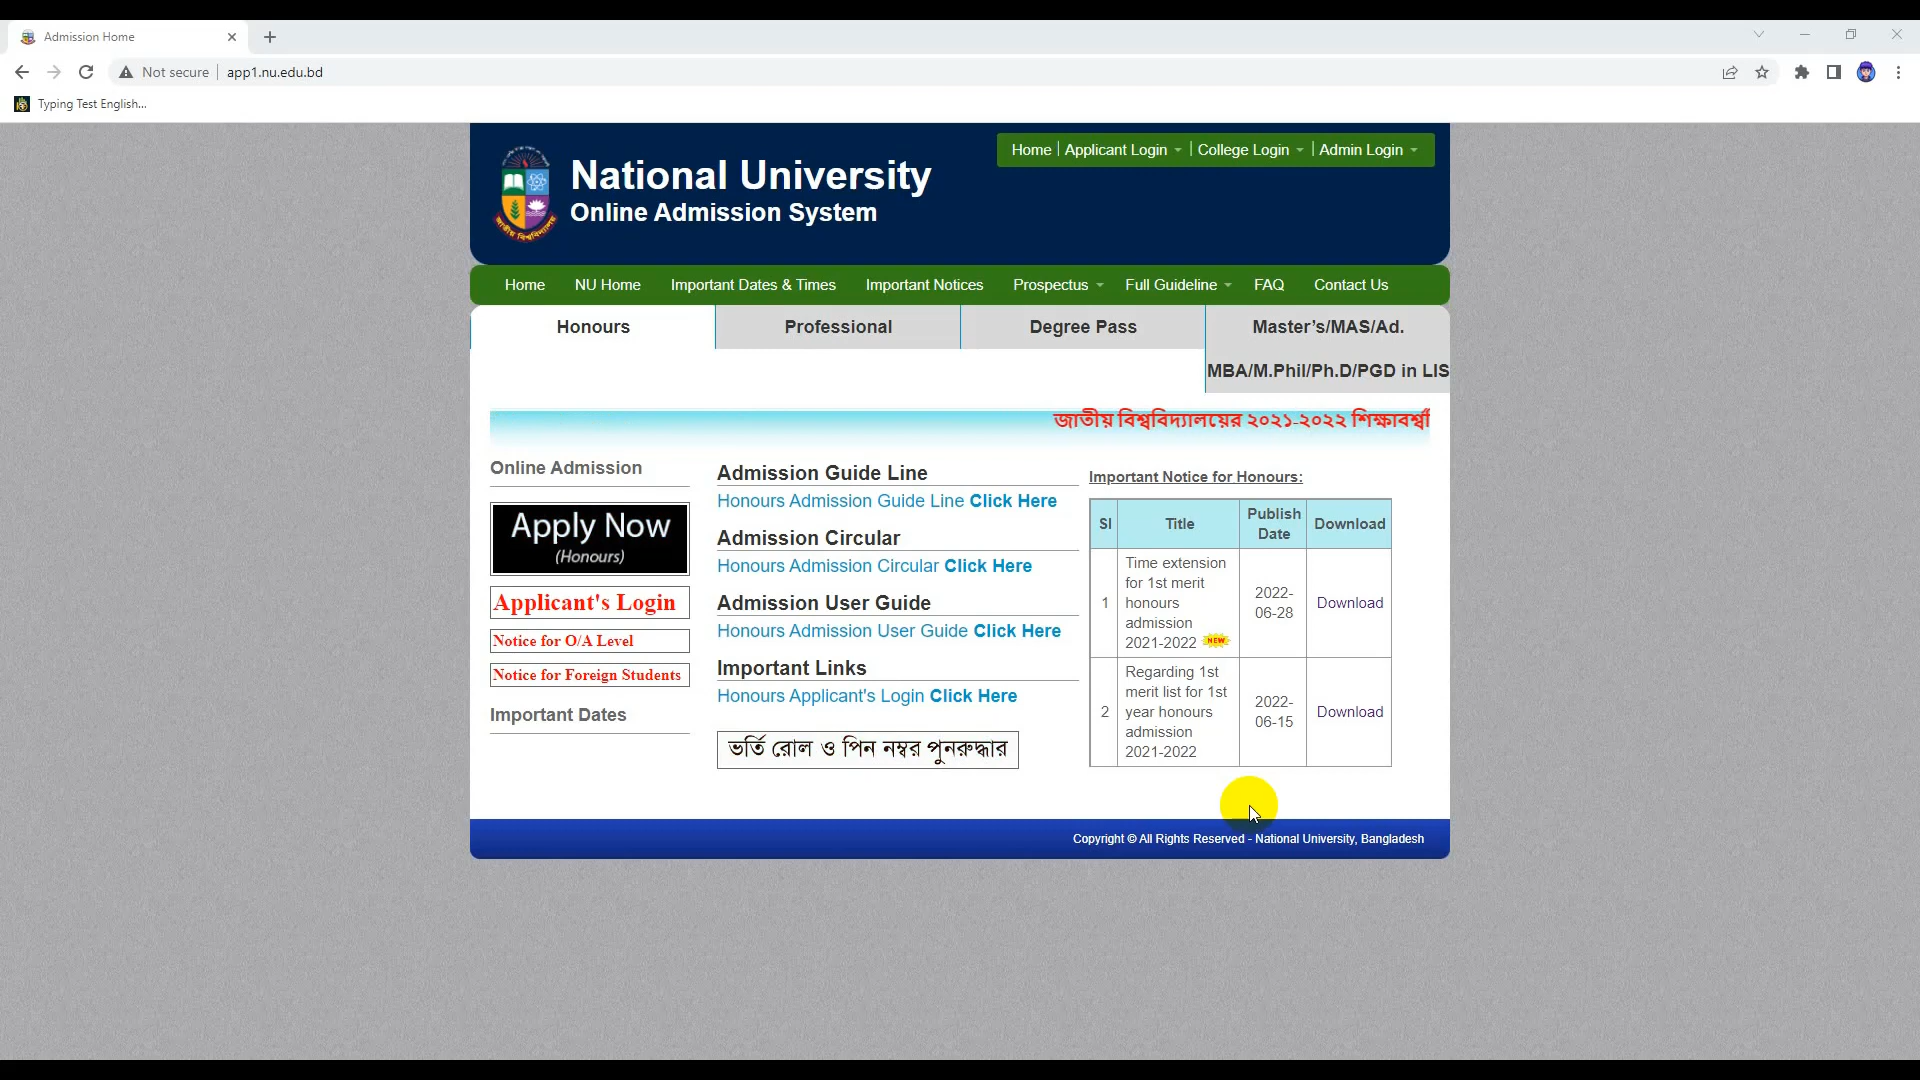 Admission Home
Not secure
app1.nu.edu.bd
Typing Test English...
Home
Applicant Login
College Login
Admin Login
National University
Online Admission System
জাতীয় বিশ্ববিদ্যালয়
Home
NU Home
Important Dates & Times
Important Notices
Prospectus
Full Guideline
FAQ
Contact Us
Honours
Professional
Degree Pass
Master's/MAS/Ad.
MBA/M.Phil/Ph.D/PGD in LIS
জাতীয় বিশ্ববিদ্যালয়ের ২০২১-২০২২
Online Admission
Apply Now
(Honours)
Applicant's Login
Notice for O/A Level
Notice for Foreign Students
Important Dates
Admission Guide Line
Honours Admission Guide Line Click Here
Admission Circular
Honours Admission Circular Click Here
Admission User Guide
Honours Admission User Guide Click Here
Important Links
Honours Applicant's Login Click Here
ভর্তি রোল ও পিন নম্বর পুনরুদ্ধার
Important Notice for Honours:
Sl
Title
Publish
Date
Download
1
Time extension
for 1st merit
honours
admission
2021-2022 NEW
2022-
06-28
Download
2
Regarding 1st
merit list for 1st
year honours
admission
2021-2022
2022-
06-15
Download
Copyright © All Rights Reserved - National University, Bangladesh